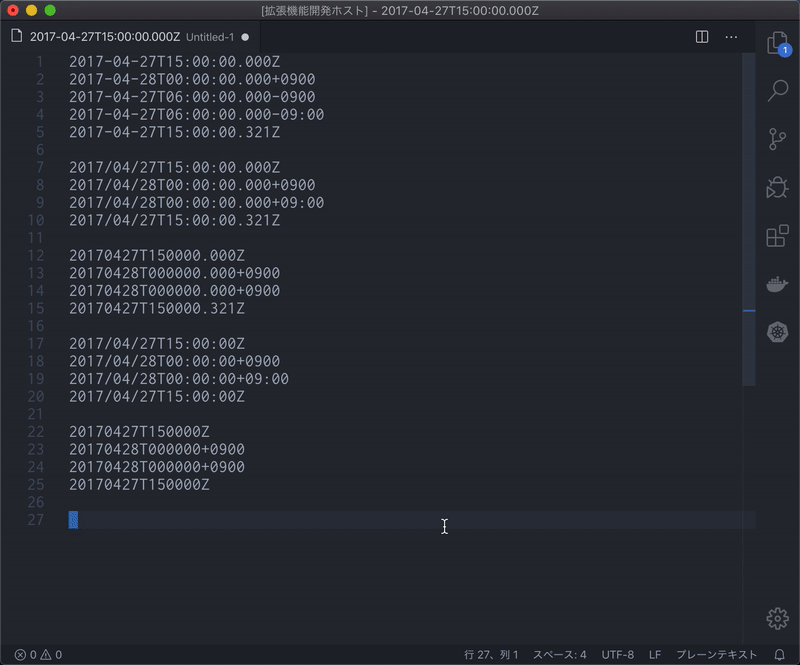 [拡張機能開発ホスト] - 2017-04-27T15:00:00.000Z
2017-04-27T15:00:00.000Z Untitled-1
1 2017-04-27T15:00:00.000Z
2 2017-04-28T00:00:00.000+0900
3 2017-04-27T06:00:00.000-0900
4 2017-04-27T06:00:00.000-09:00
5 2017-04-27T15:00:00.321Z
6
7 2017/04/27T15:00:00.000Z
8 2017/04/28T00:00:00.000+0900
9 2017/04/28T00:00:00.000+09:00
10 2017/04/27T15:00:00.321Z
11
12 20170427T150000.000Z
13 20170428T000000.000+0900
14 20170428T000000.000+0900
15 20170427T150000.321Z
16
17 2017/04/27T15:00:00Z
18 2017/04/28T00:00:00+0900
19 2017/04/28T00:00:00+09:00
20 2017/04/27T15:00:00Z
21
22 20170427T150000Z
23 20170428T000000+0900
24 20170428T000000+0900
25 20170427T150000Z
26
27
1
0 0 行 27、列 1 スペース: 4 UTF-8 LF プレーンテキスト